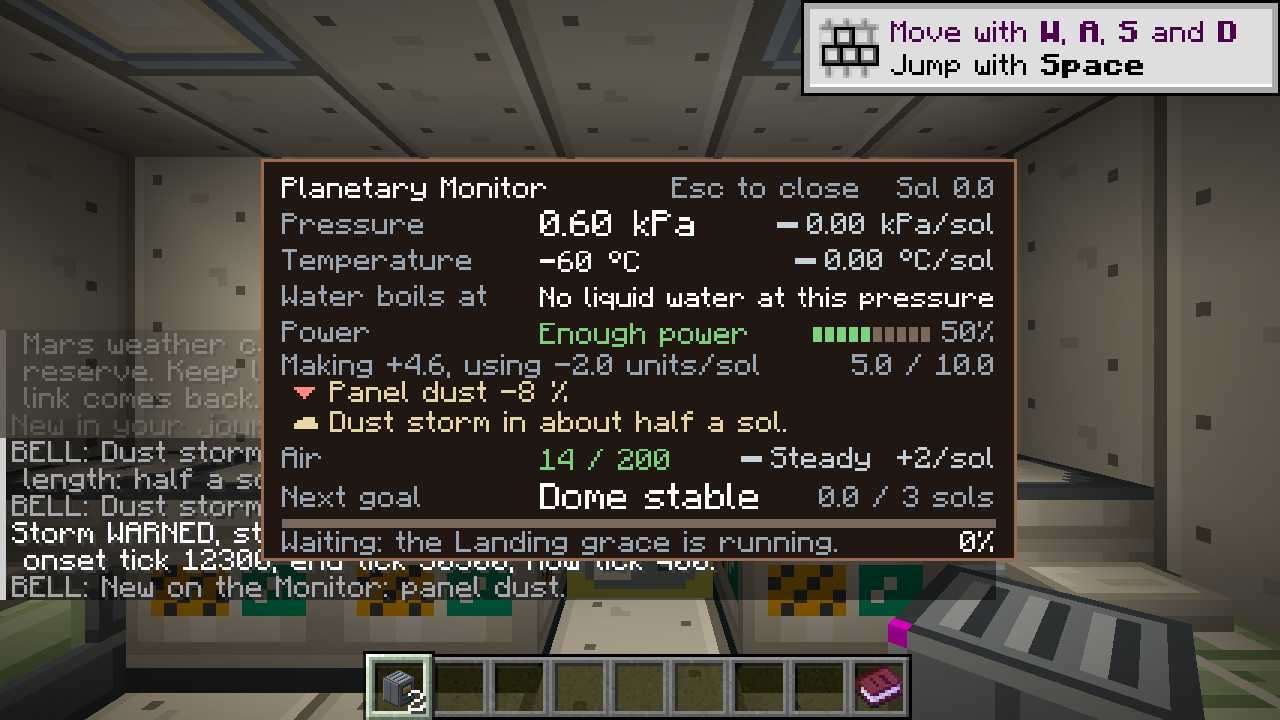 Move with W, A, S and D
Jump with Space
Planetary Monitor Esc to close Sol 0.0
Pressure 0.60 kPa 0.00 kPa/sol
Temperature -60 °C 0.00 °C/sol
Water boils at No liquid water at this pressure
Power Enough power 50%
Making +4.6, using -2.0 units/sol 5.0 / 10.0
Panel dust -8 %
Dust storm in about half a sol.
Air 14 / 200 Steady +2/sol
Next goal Dome stable 0.0 / 3 sols
Waiting: the Landing grace is running. 0%
Mars weather
reserve. Keep
link comes back.
New in your
BELL: Dust storm
length: half a
BELL: Dust storm
Storm WARNED,
onset tick 12300, end tick now tick
BELL: New on the Monitor: panel dust.
2